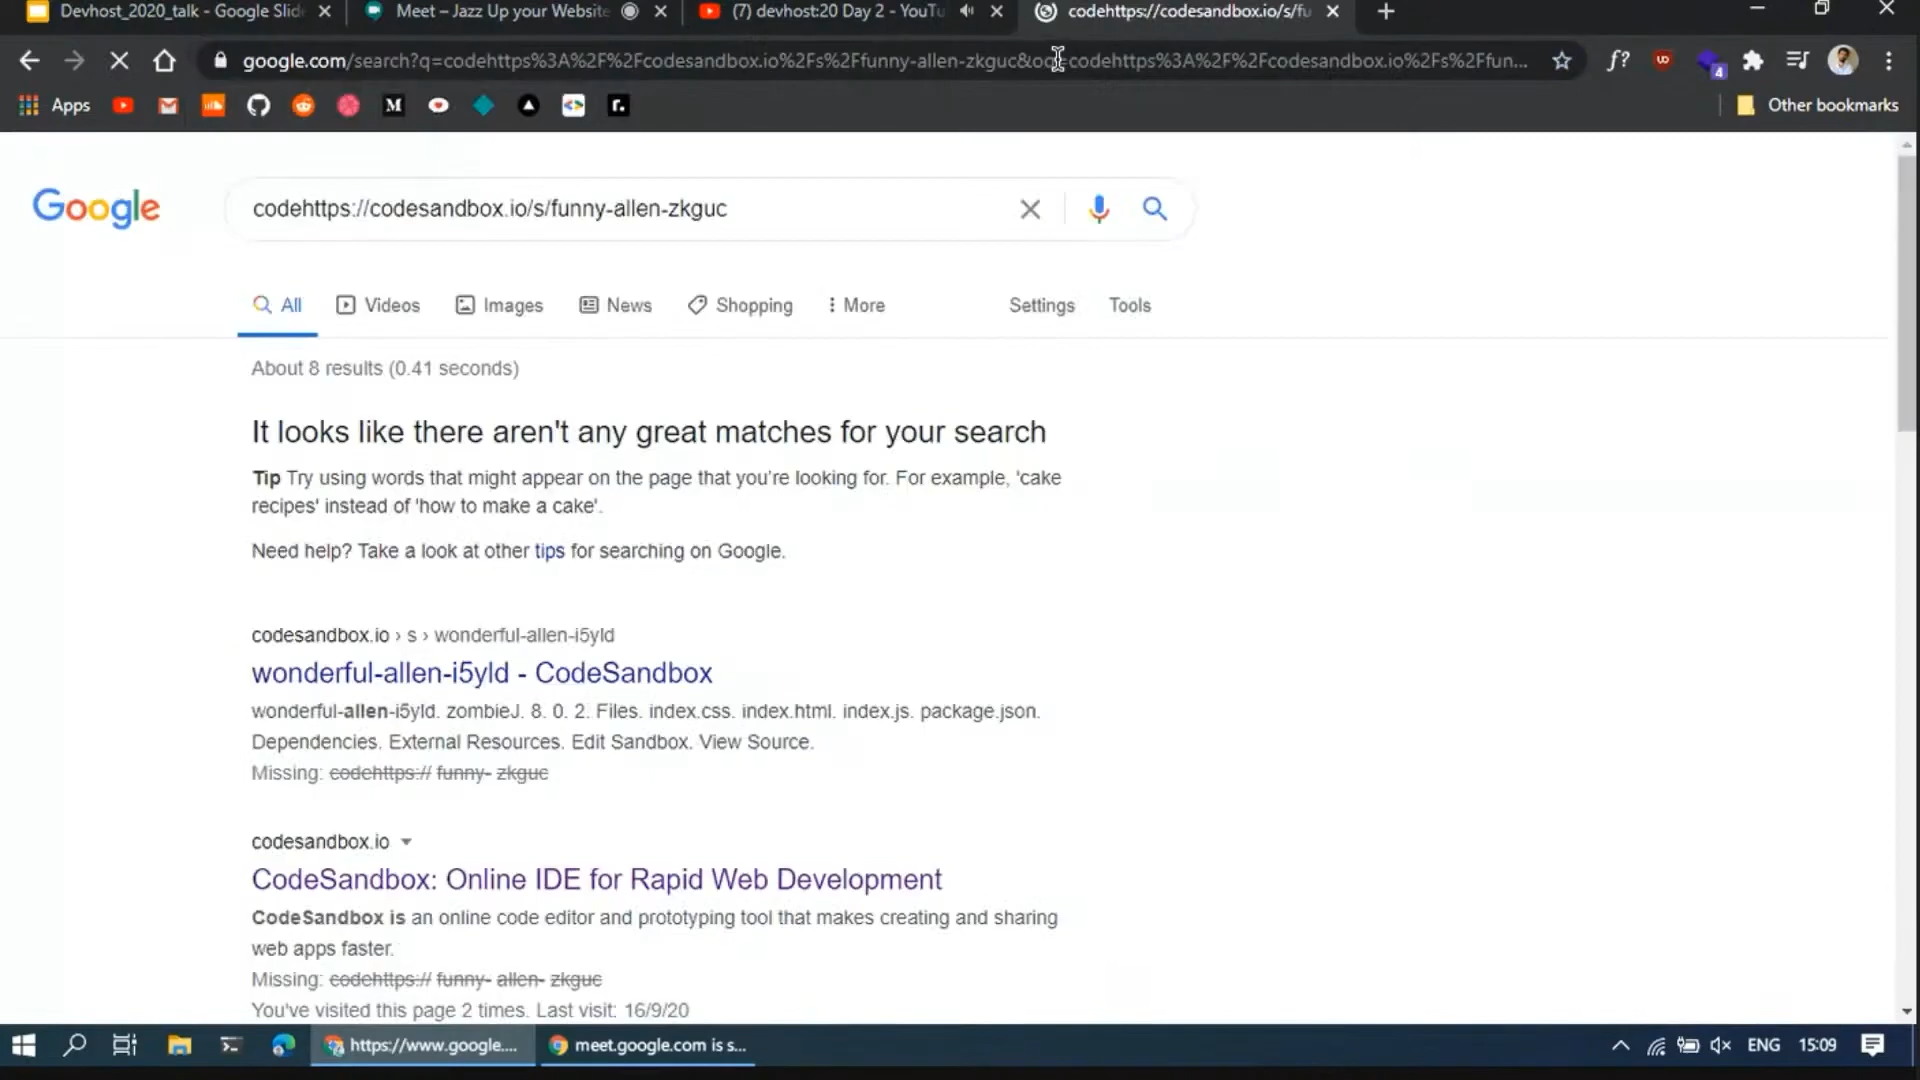 Devhost_2020_talk - Google Slid
Meet – Jazz Up your Website
(7) devhost:20 Day 2 - YouTu
codehttps://codesandbox.io/s/fu
google.com/search?q=codehttps%3A%2F%2Fcodesandbox.io%2Fs%2Ffunny-allen-zkguc&oq=codehttps%3A%2F%2Fcodesandbox.io%2Fs%2Ffun...
f?
4
Apps
M
r.
Other bookmarks
Google
codehttps://codesandbox.io/s/funny-allen-zkguc
All
Videos
Images
News
Shopping
More
Settings
Tools
About 8 results (0.41 seconds)
It looks like there aren't any great matches for your search
Tip Try using words that might appear on the page that you're looking for. For example, 'cake
recipes' instead of 'how to make a cake'.
Need help? Take a look at other tips for searching on Google.
codesandbox.io › s › wonderful-allen-i5yld
wonderful-allen-i5yld - CodeSandbox
wonderful-allen-i5yld. zombieJ. 8. 0. 2. Files. index.css. index.html. index.js. package.json.
Dependencies. External Resources. Edit Sandbox. View Source.
Missing: codehttps:// funny- zkguc
codesandbox.io
CodeSandbox: Online IDE for Rapid Web Development
CodeSandbox is an online code editor and prototyping tool that makes creating and sharing
web apps faster.
Missing: codehttps:// funny- allen- zkguc
You've visited this page 2 times. Last visit: 16/9/20
https://www.google....
meet.google.com is s...
ENG
15:09